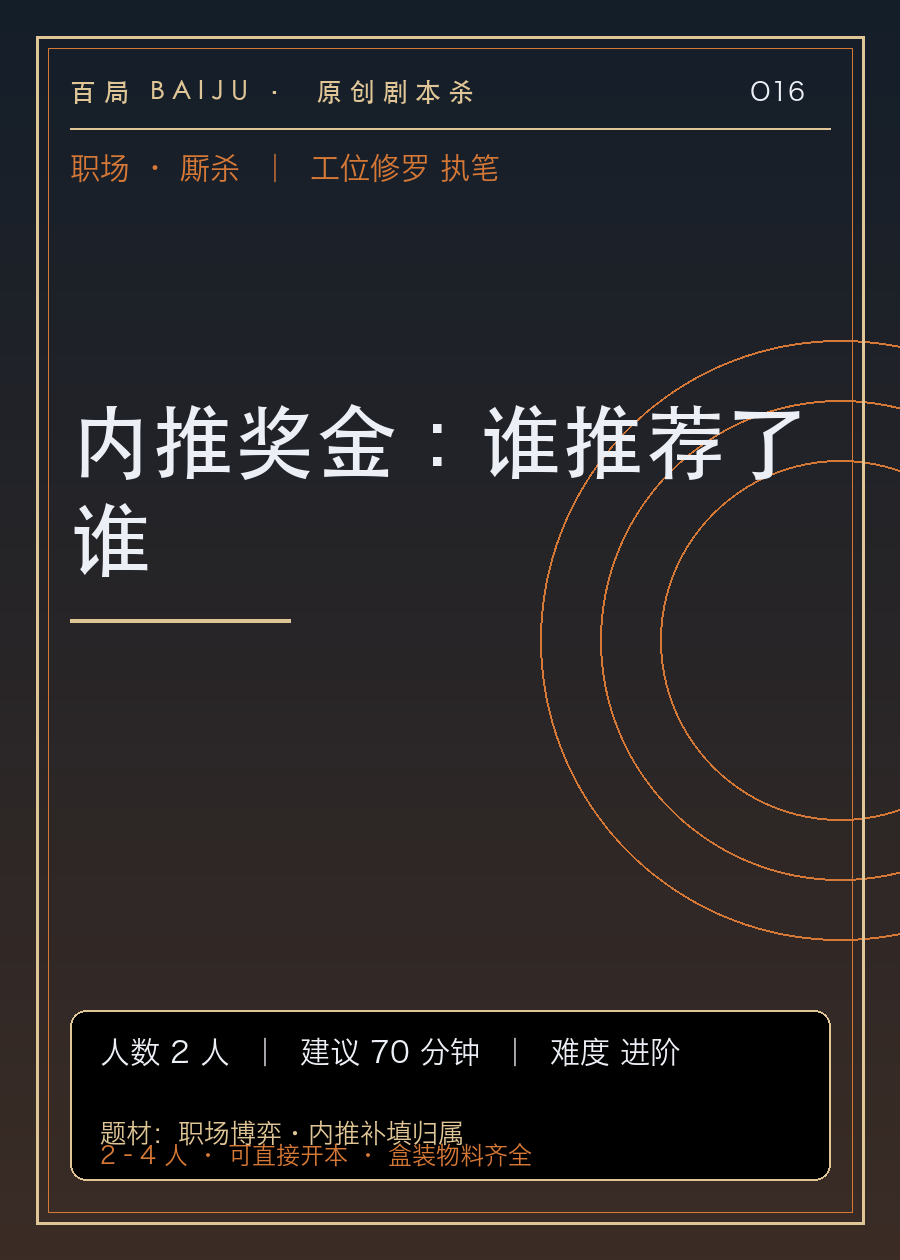 百局 BAIJU · 原创剧本杀 016
职场 · 厮杀 | 工位修罗 执笔
内推奖金：谁推荐了
谁
人数 2 人 | 建议 70 分钟 | 难度 进阶
题材：职场博弈·内推补填归属
2-4 人 · 可直接开本 · 盒装物料齐全